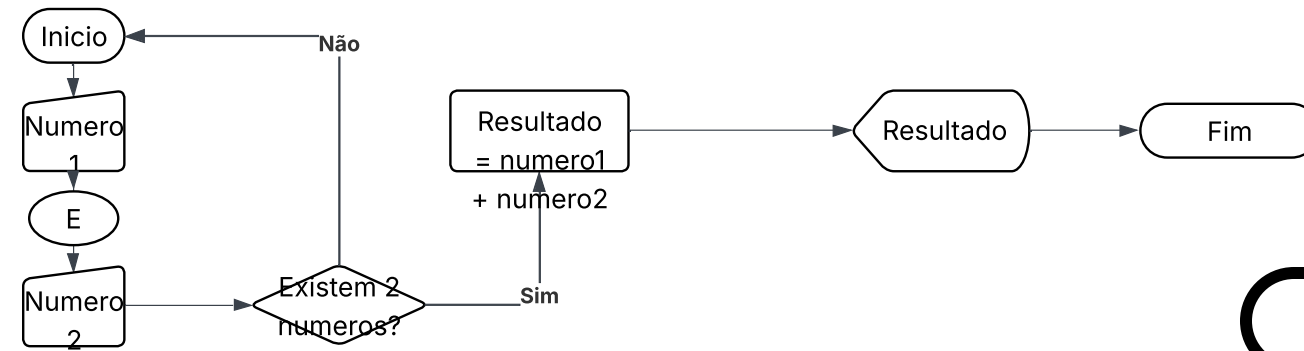 Inicio
Não
Numero
1
E
Numero
2
Existem 2
numeros?
Sim
Resultado
= numero1
+ numero2
Resultado
Fim